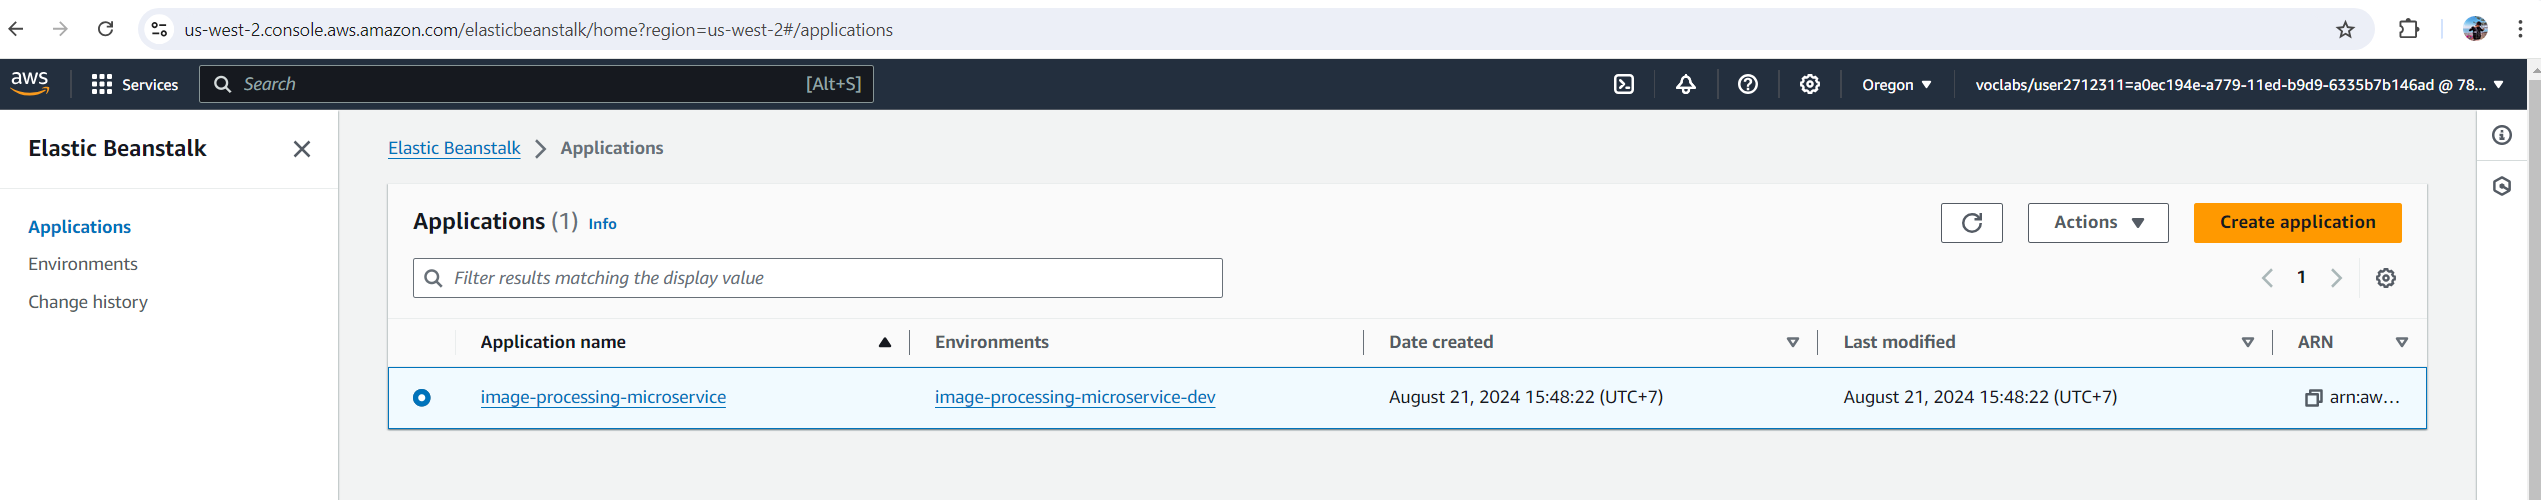 us-west-2.console.aws.amazon.com/elasticbeanstalk/home?region=us-west-2#/applications
aws Services Search [Alt+S] Oregon voclabs/user2712311=a0ec194e-a779-11ed-b9d9-6335b7b146ad @ 78...
Elastic Beanstalk
Applications
Environments
Change history
Elastic Beanstalk Applications
Applications (1) Info Actions Create application
Filter results matching the display value 1
Application name Environments Date created Last modified ARN
image-processing-microservice image-processing-microservice-dev August 21, 2024 15:48:22 (UTC+7) August 21, 2024 15:48:22 (UTC+7) arn:aw...